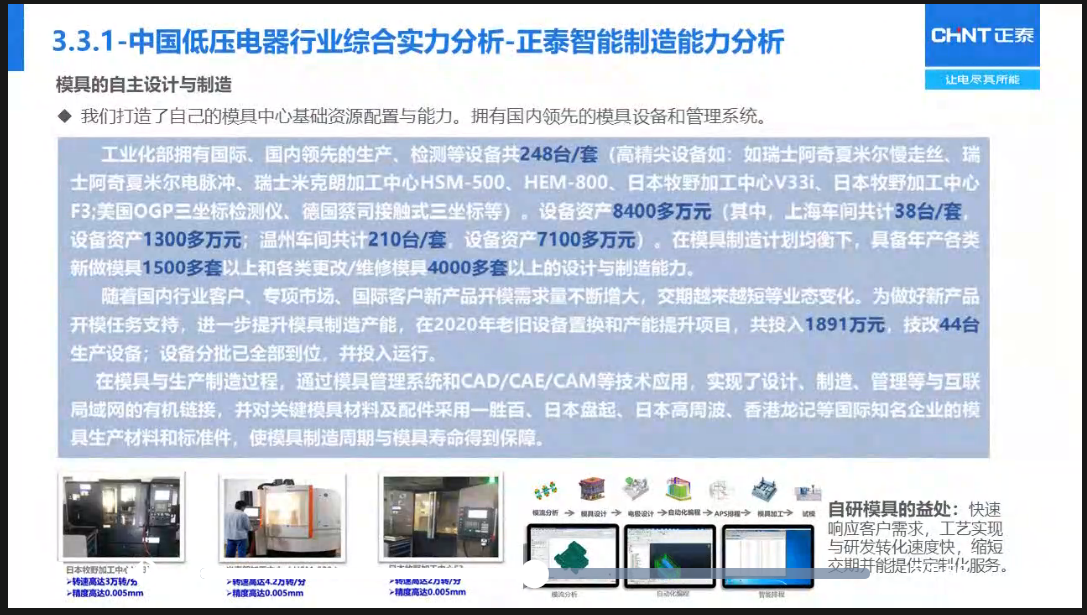 3.3.1-中国低压电器行业综合实力分析-正泰智能制造能力分析
CHNT正泰
让电尽其所能
模具的自主设计与制造
◆ 我们打造了自己的模具中心基础资源配置与能力。拥有国内领先的模具设备和管理系统。
工业化部拥有国际、国内领先的生产、检测等设备共248台/套（高精尖设备如：如瑞士阿奇夏米尔慢走丝、瑞
士阿奇夏米尔电脉冲、瑞士米克朗加工中心HSM-500、HEM-800、日本牧野加工中心V33i、日本牧野加工中心
F3;美国OGP三坐标检测仪、德国蔡司接触式三坐标等）。设备资产8400多万元（其中，上海车间共计38台/套，
设备资产1300多万元；温州车间共计210台/套，设备资产7100多万元）。在模具制造计划均衡下，具备年产各类
新做模具1500多套以上和各类更改/维修模具4000多套以上的设计与制造能力。
随着国内行业客户、专项市场、国际客户新产品开模需求量不断增大，交期越来越短等业态变化。为做好新产品
开模任务支持，进一步提升模具制造产能，在2020年老旧设备置换和产能提升项目，共投入1891万元，技改44台
生产设备；设备分批已全部到位，并投入运行。
在模具与生产制造过程，通过模具管理系统和CAD/CAE/CAM等技术应用，实现了设计、制造、管理等与互联
局域网的有机链接，并对关键模具材料及配件采用一胜百、日本盘起、日本高周波、香港龙记等国际知名企业的模
具生产材料和标准件，使模具制造周期与模具寿命得到保障。
模流分析 → 模具设计 → 电极设计 → 自动化编程 → APS排程 → 模具加工 → 试模
自研模具的益处：快速
响应客户需求，工艺实现
与研发转化速度快，缩短
交期并能提供定制化服务。
日本牧野加工中心
➢转速高达3万转/分
➢精度高达0.005mm
➢转速高达4.2万转/分
➢精度高达0.005mm
➢转速高达2万转/分
➢精度高达0.005mm
模流分析
自动化编程
智能排程